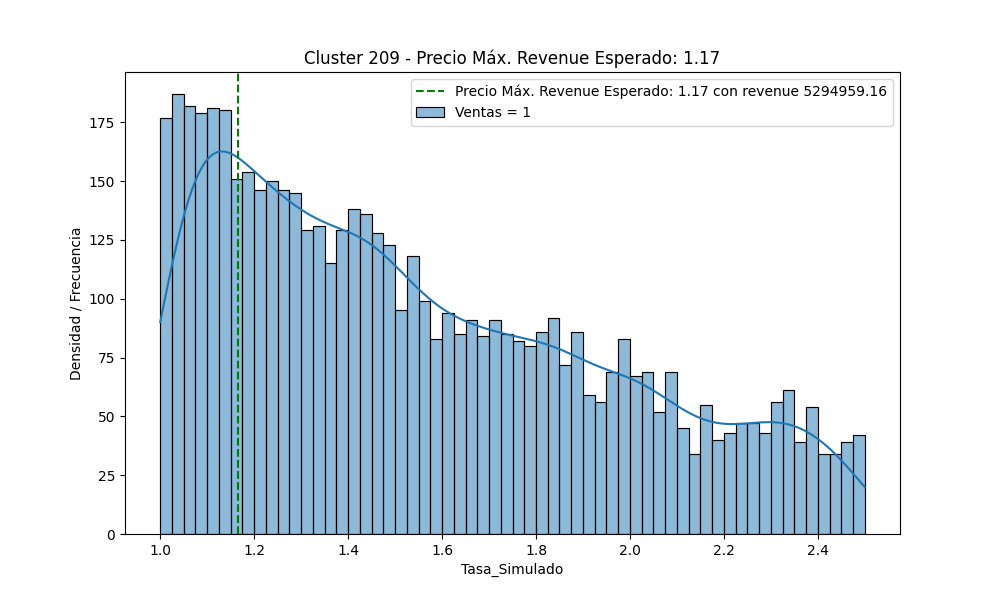 Cluster 209 - Precio Máx. Revenue Esperado: 1.17
Precio Máx. Revenue Esperado: 1.17 con revenue 5294959.16
Ventas = 1
Densidad / Frecuencia
175
150
125
100
75
50
25
0
1.0 1.2 1.4 1.6 1.8 2.0 2.2 2.4
Tasa_Simulado